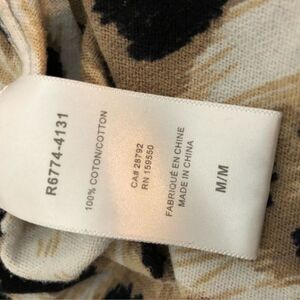 R6774-4131
100% COTON/COTTON
CA# 28792
RN 159550
FABRIQUÉ EN CHINE
MADE IN CHINA
M/M